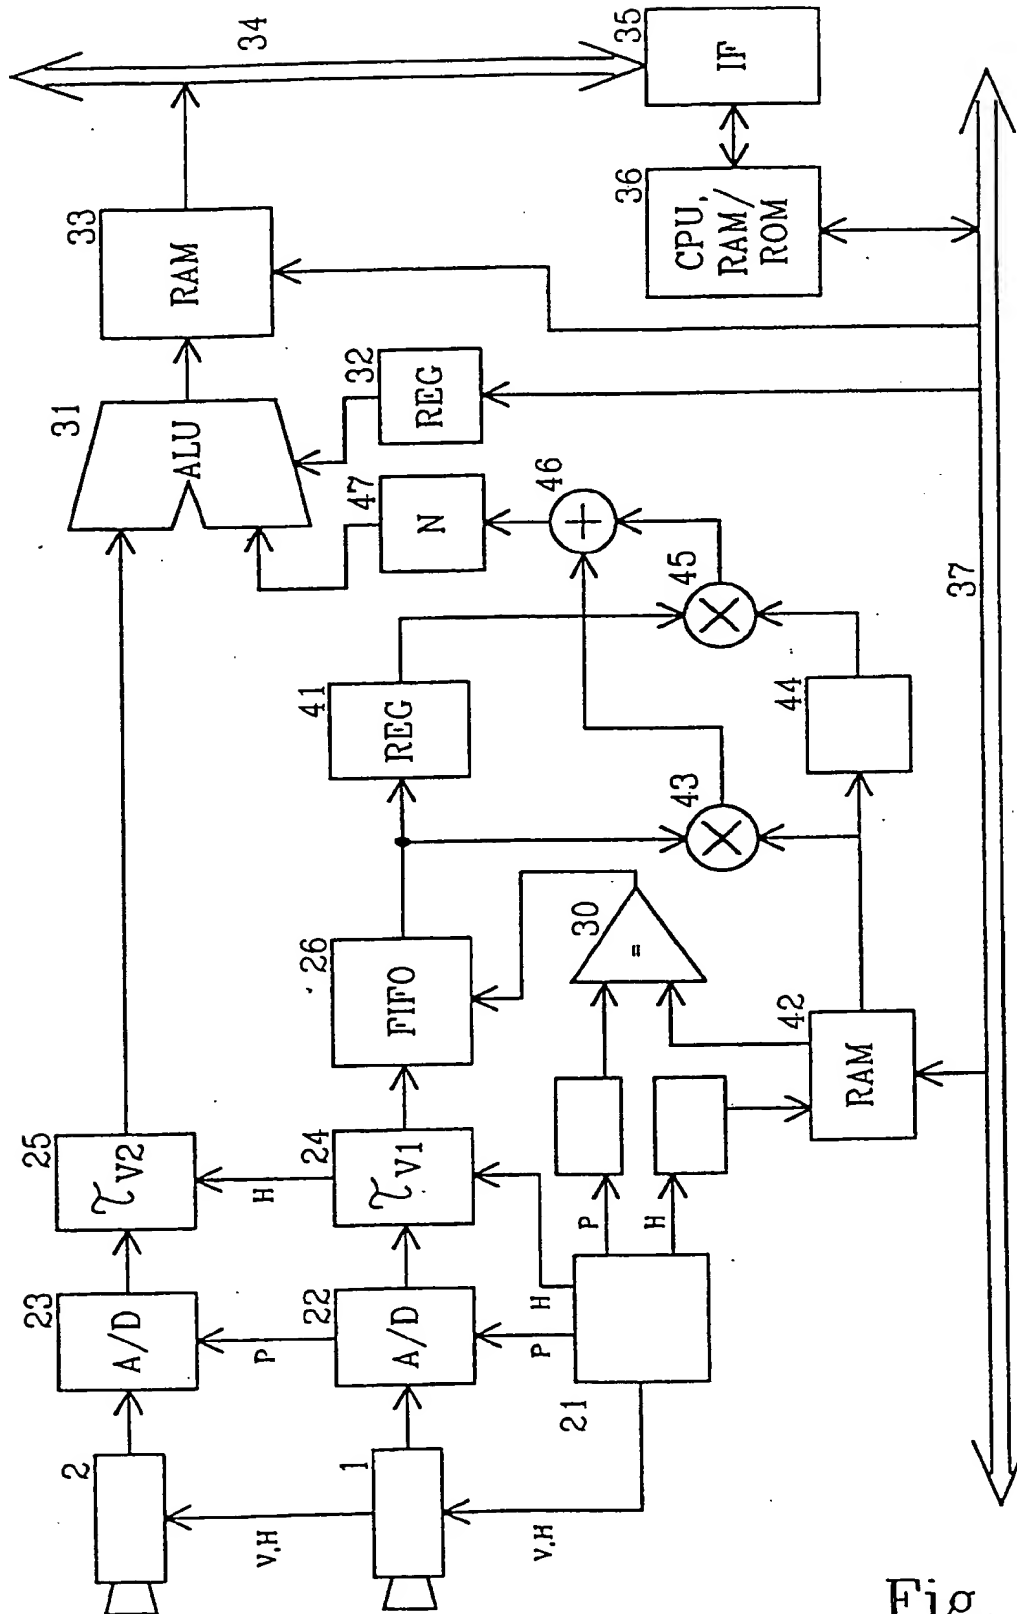 34
35
IF
36
CPU,
RAM/
ROM
33
RAM
31
ALU
32
REG
47
N
46
+
45
×
37
41
REG
43
×
44
26
FIFO
30
=
42
RAM
25
τV2
24
τV1
H
P
H
H
23
A/D
22
A/D
P
P
21
2
1
V,H
V,H
Fig